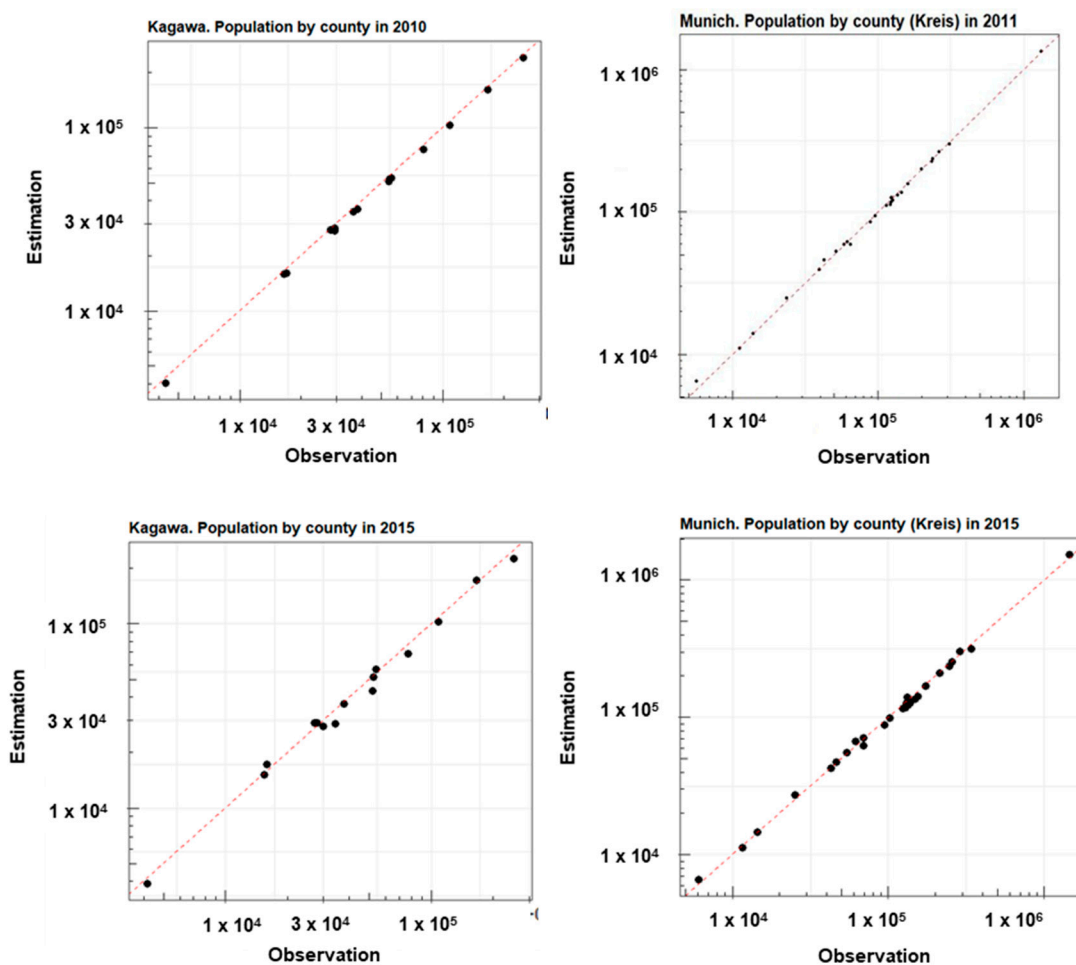 Kagawa. Population by county in 2010
1 x 10⁵
3 x 10⁴
1 x 10⁴
Estimation
1 x 10⁴ 3 x 10⁴ 1 x 10⁵
Observation
Munich. Population by county (Kreis) in 2011
1 x 10⁶
1 x 10⁵
1 x 10⁴
Estimation
1 x 10⁴ 1 x 10⁵ 1 x 10⁶
Observation
Kagawa. Population by county in 2015
1 x 10⁵
3 x 10⁴
1 x 10⁴
Estimation
1 x 10⁴ 3 x 10⁴ 1 x 10⁵
Observation
Munich. Population by county (Kreis) in 2015
1 x 10⁶
1 x 10⁵
1 x 10⁴
Estimation
1 x 10⁴ 1 x 10⁵ 1 x 10⁶
Observation